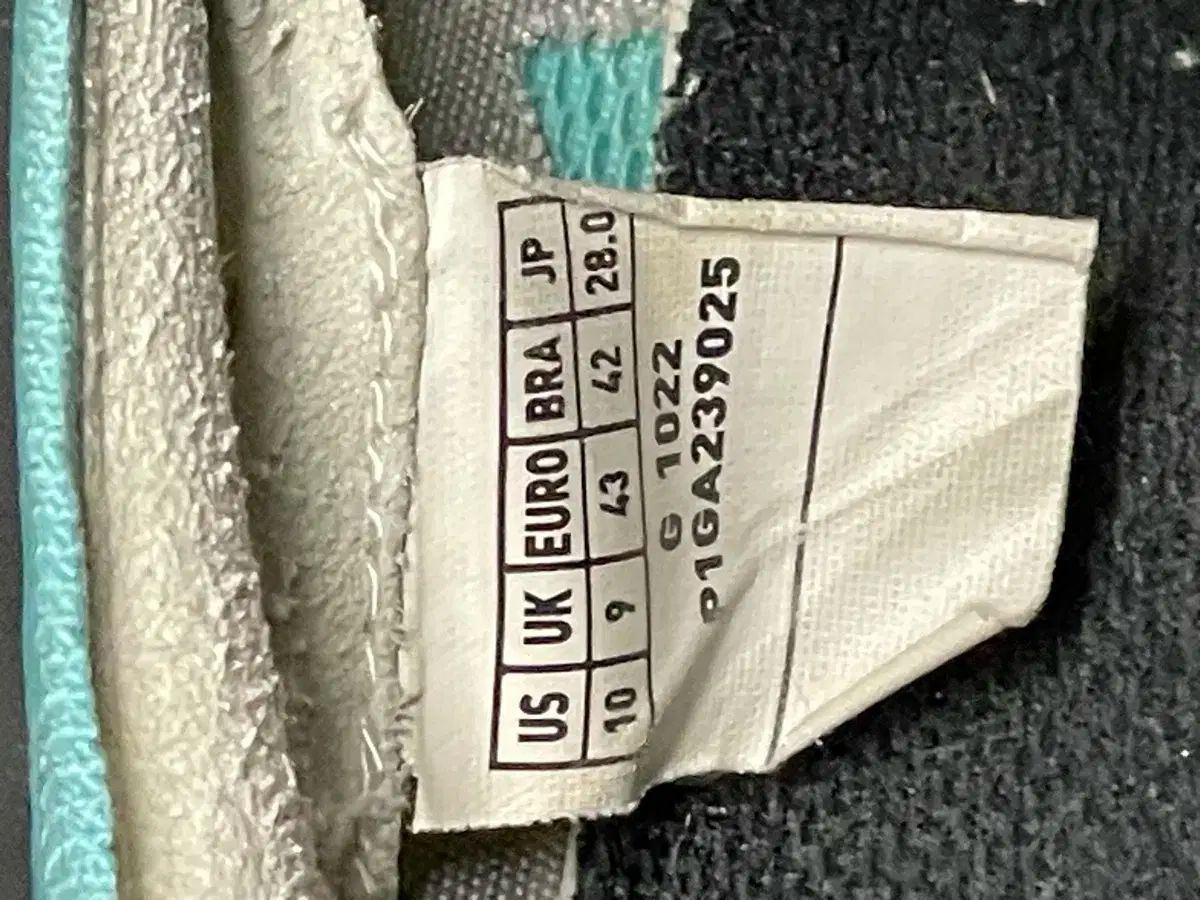 US UK EURO BRA JP
10 9 43 42 28.0
G 1022
P1GA239025